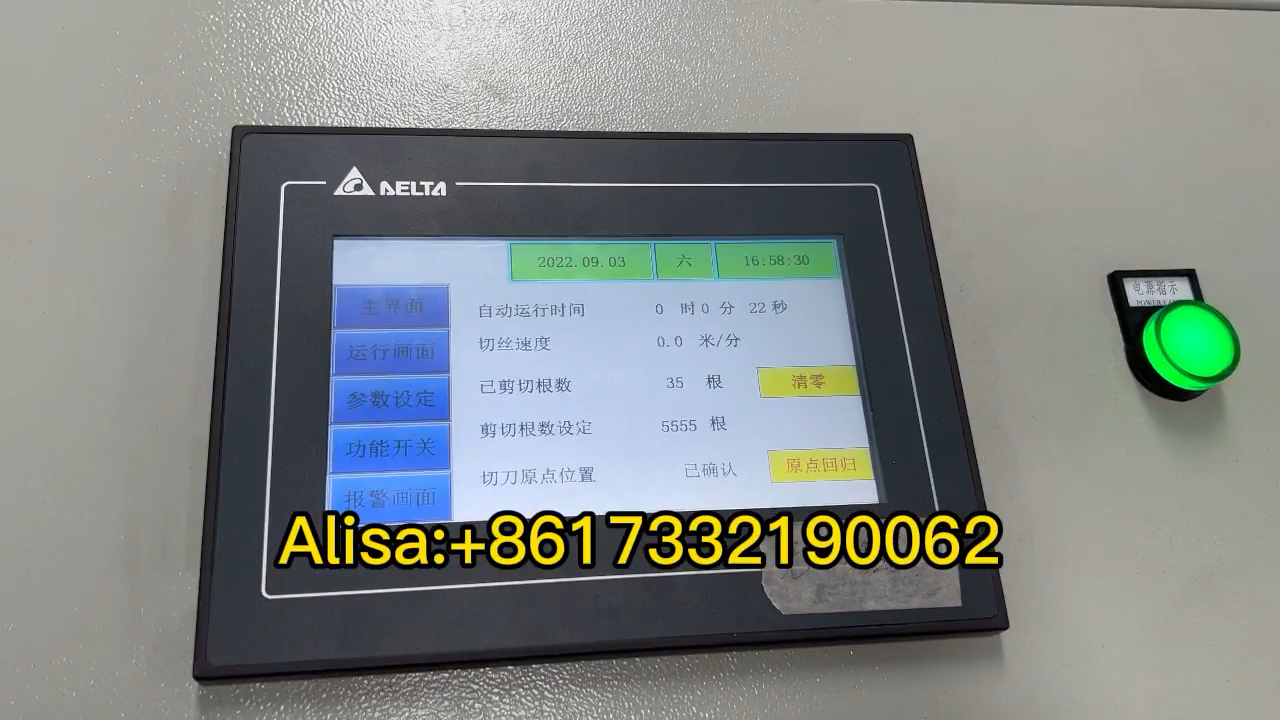 DELTA
2022.09.03 六 16:58:30
主界面
运行画面
参数设定
功能开关
报警画面
自动运行时间 0 时 0 分 22 秒
切丝速度 0.0 米/分
已剪切根数 35 根 清零
剪切根数设定 5555 根
切刀原点位置 已确认 原点回归
电源指示
Alisa:+8617332190062